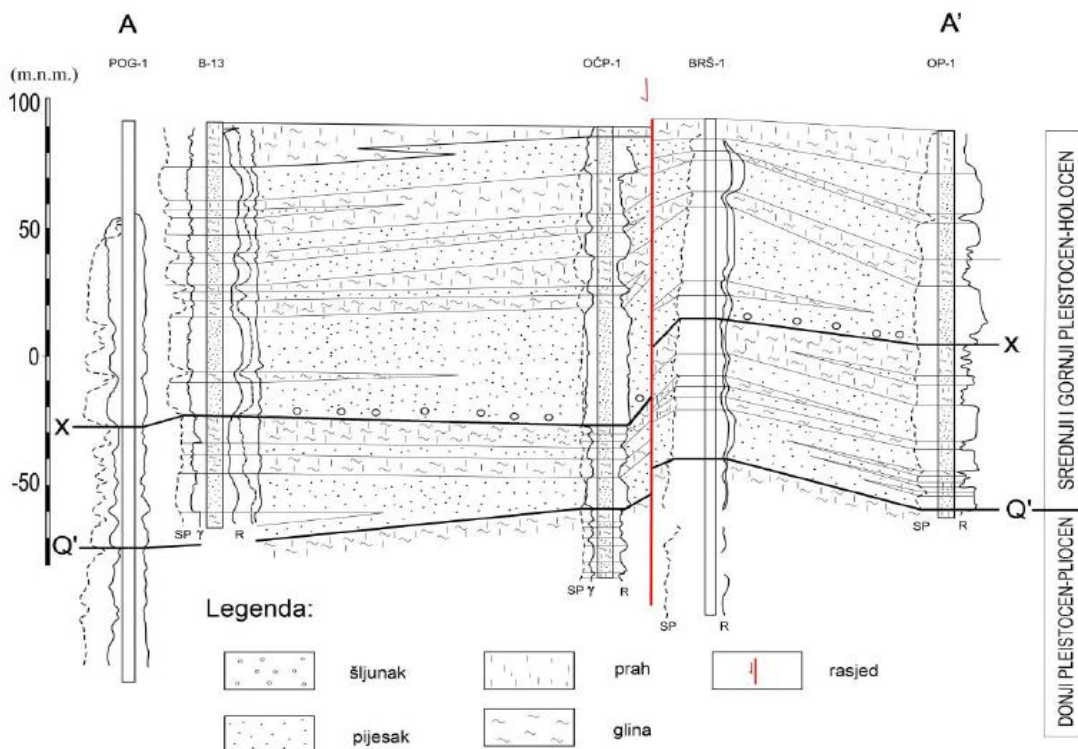 A A'
POG-1 B-13 OČP-1 BRŠ-1 OP-1
(m.n.m.)
100
50
0
-50
X X
Q' Q'
SP γ R SP γ R SP R SP R
SREDNJI I GORNJI PLEISTOCEN-HOLOCEN
DONJI PLEISTOCEN-PLIOCEN
Legenda:
šljunak prah rasjed
pijesak glina